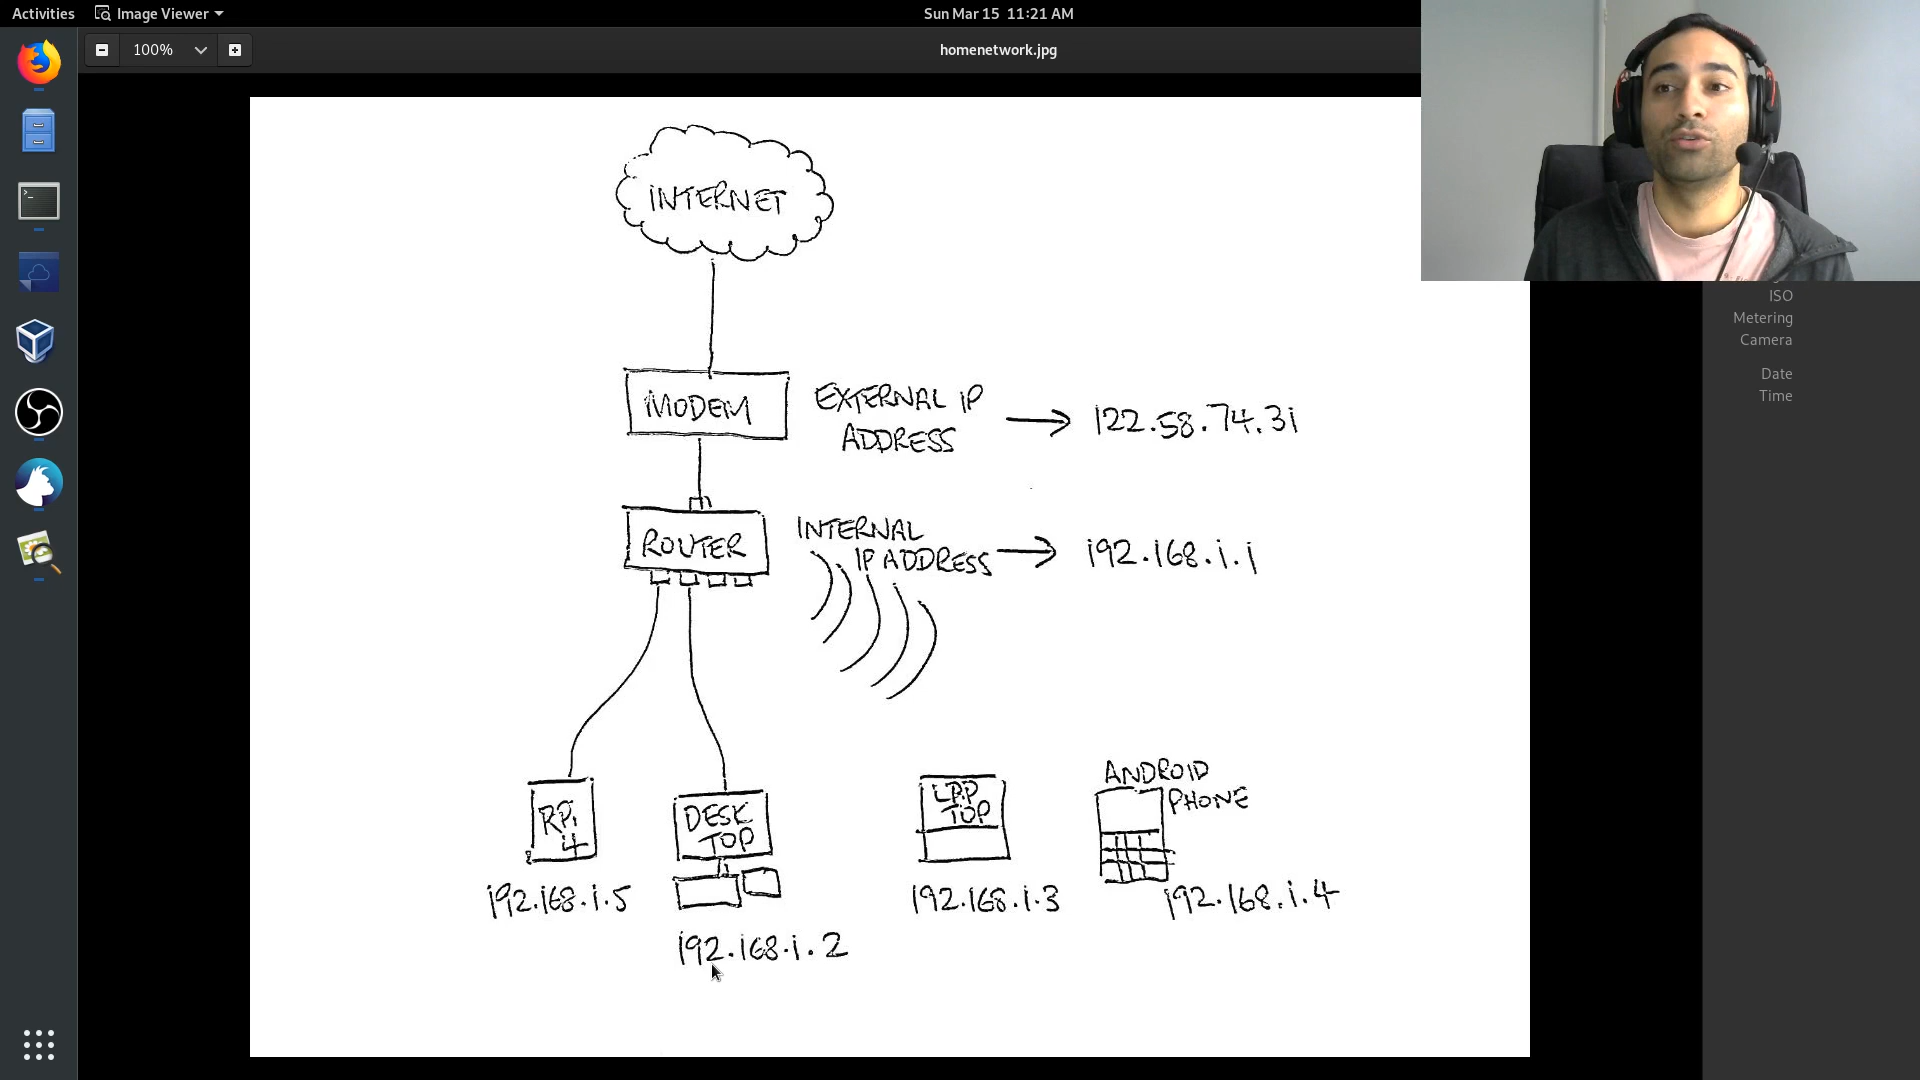 Activities
Image Viewer
Sun Mar 15 11:21 AM
100%
homenetwork.jpg
ISO
Metering
Camera
Date
Time
INTERNET
MODEM
EXTERNAL IP
ADDRESS
122.58.74.31
ROUTER
INTERNAL
IP ADDRESS
192.168.1.1
RPi
4
192.168.1.5
DESK
TOP
192.168.1.2
LAP
TOP
192.168.1.3
ANDROID
PHONE
192.168.1.4